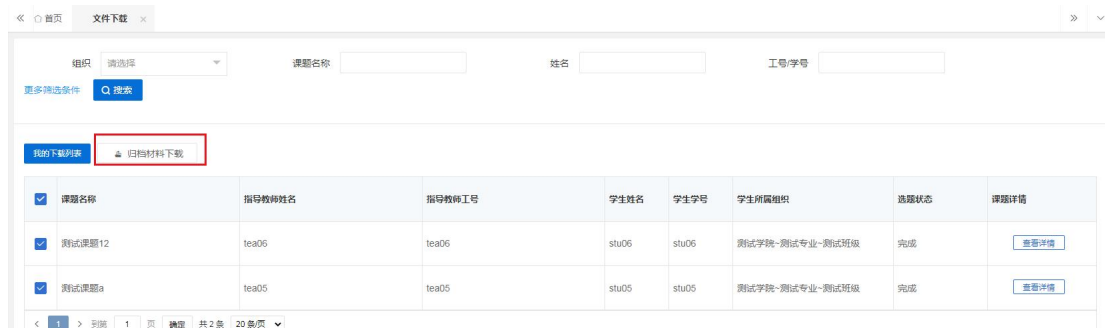 首页 文件下载
组织 请选择 课题名称 姓名 工号/学号
更多筛选条件 搜索
我的下载列表 归档材料下载
课题名称 指导教师姓名 指导教师工号 学生姓名 学生学号 学生所属组织 选题状态 课题详情
测试课题12 tea06 tea06 stu06 stu06 测试学院~测试专业~测试班级 完成 查看详情
测试课题a tea05 tea05 stu05 stu05 测试学院~测试专业~测试班级 完成 查看详情
1 到第 1 页 确定 共 2 条 20 条/页